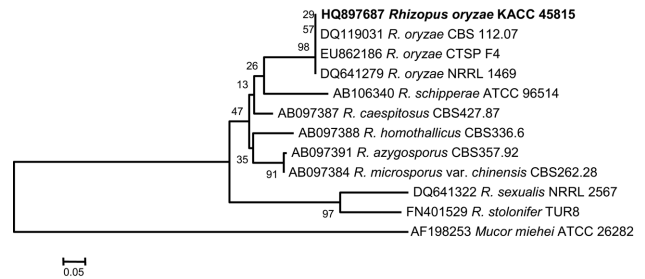 29 HQ897687 Rhizopus oryzae KACC 45815
57 DQ119031 R. oryzae CBS 112.07
98 EU862186 R. oryzae CTSP F4
DQ641279 R. oryzae NRRL 1469
26
13 AB106340 R. schipperae ATCC 96514
47 AB097387 R. caespitosus CBS427.87
AB097388 R. homothallicus CBS336.6
35 AB097391 R. azygosporus CBS357.92
91 AB097384 R. microsporus var. chinensis CBS262.28
DQ641322 R. sexualis NRRL 2567
97 FN401529 R. stolonifer TUR8
AF198253 Mucor miehei ATCC 26282
0.05